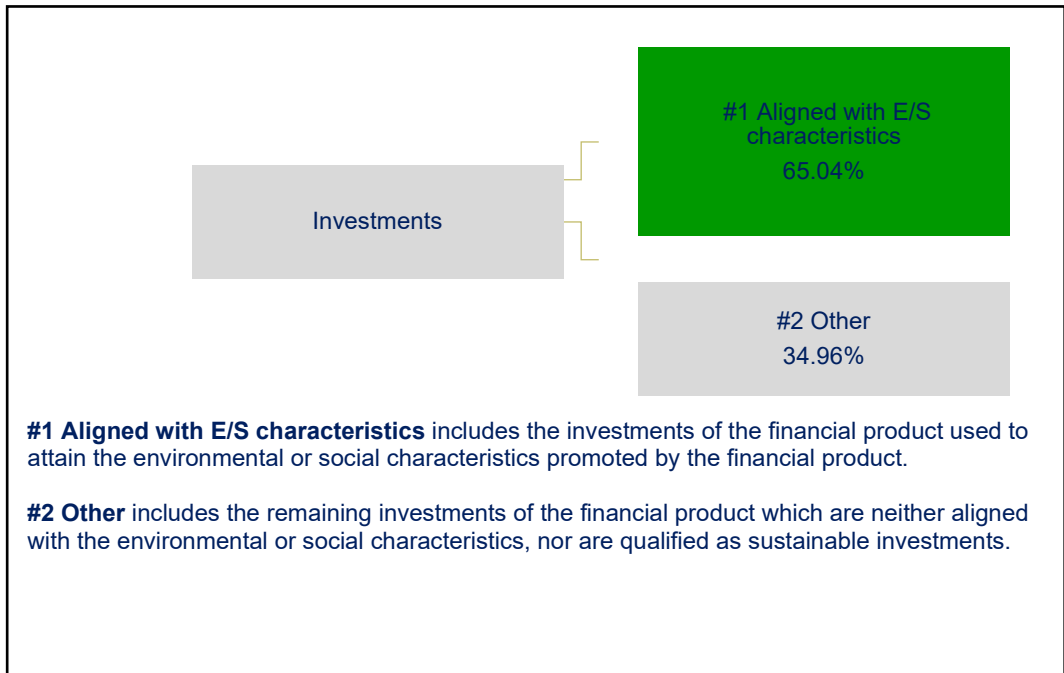 #1 Aligned with E/S
characteristics
65.04%
Investments
#2 Other
34.96%
#1 Aligned with E/S characteristics includes the investments of the financial product used to
attain the environmental or social characteristics promoted by the financial product.
#2 Other includes the remaining investments of the financial product which are neither aligned
with the environmental or social characteristics, nor are qualified as sustainable investments.